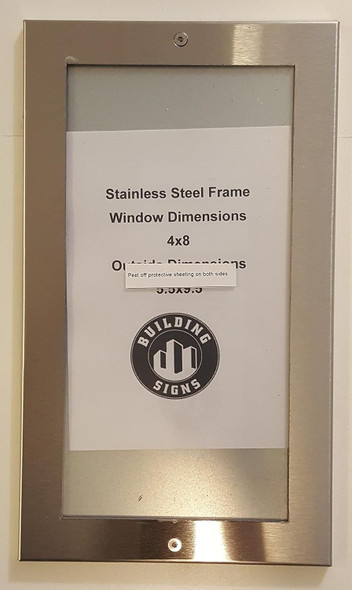 Stainless Steel Frame
Window Dimensions
4x8
Outside Dimensions
Peel off protective sheeting on both sides
5.5x9.5
BUILDING
SIGNS